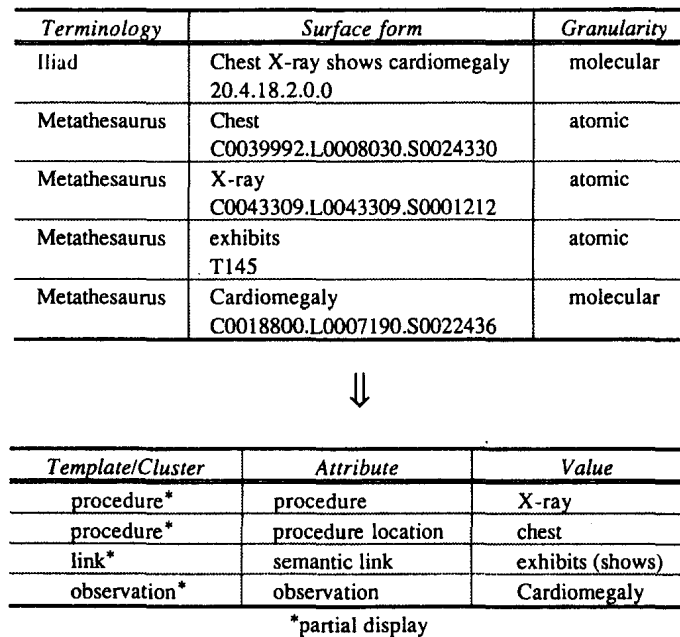 Terminology Surface form Granularity
Iliad Chest X-ray shows cardiomegaly molecular
20.4.18.2.0.0
Metathesaurus Chest atomic
C0039992.L0008030.S0024330
Metathesaurus X-ray atomic
C0043309.L0043309.S0001212
Metathesaurus exhibits atomic
T145
Metathesaurus Cardiomegaly molecular
C0018800.L0007190.S0022436
⇓
Template/Cluster Attribute Value
procedure* procedure X-ray
procedure* procedure location chest
link* semantic link exhibits (shows)
observation* observation Cardiomegaly
*partial display